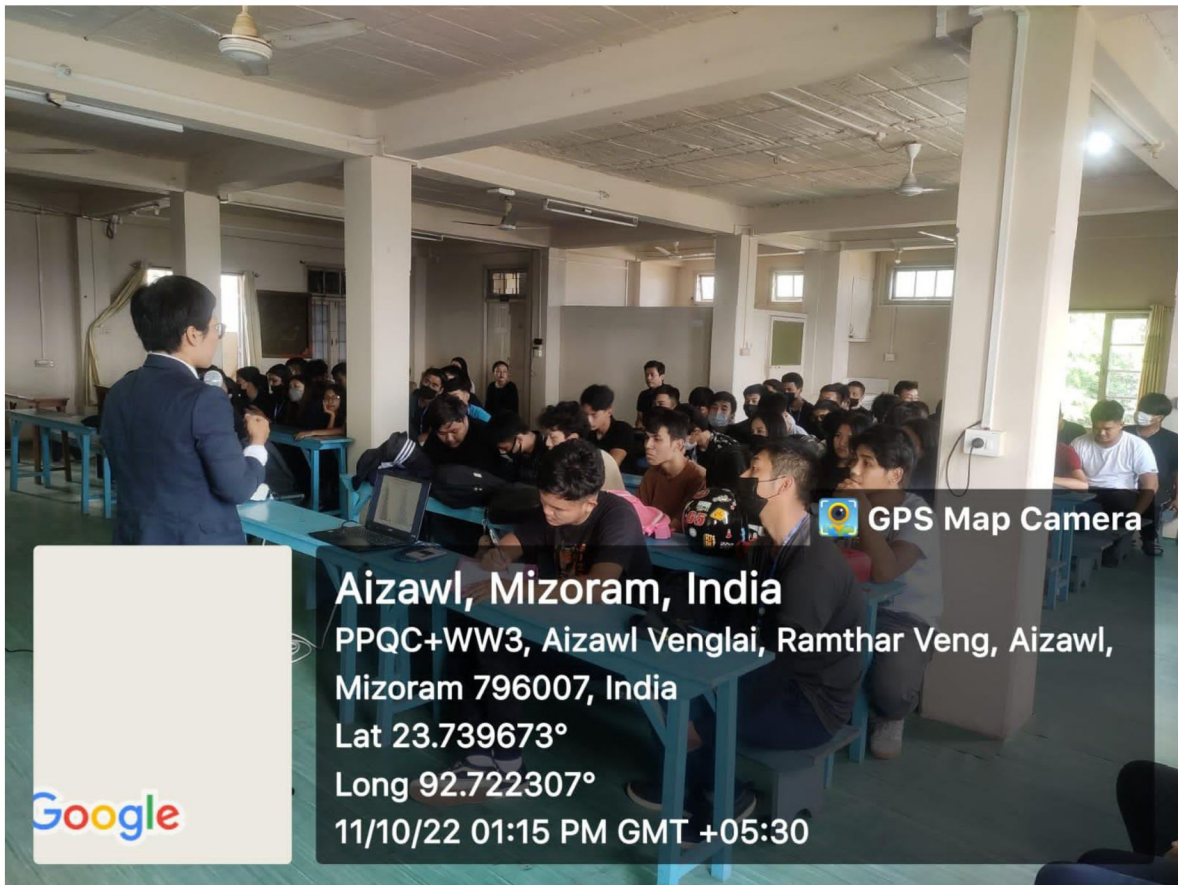 GPS Map Camera
Aizawl, Mizoram, India
PPQC+WW3, Aizawl Venglai, Ramthar Veng, Aizawl,
Mizoram 796007, India
Lat 23.739673°
Long 92.722307°
11/10/22 01:15 PM GMT +05:30
Google